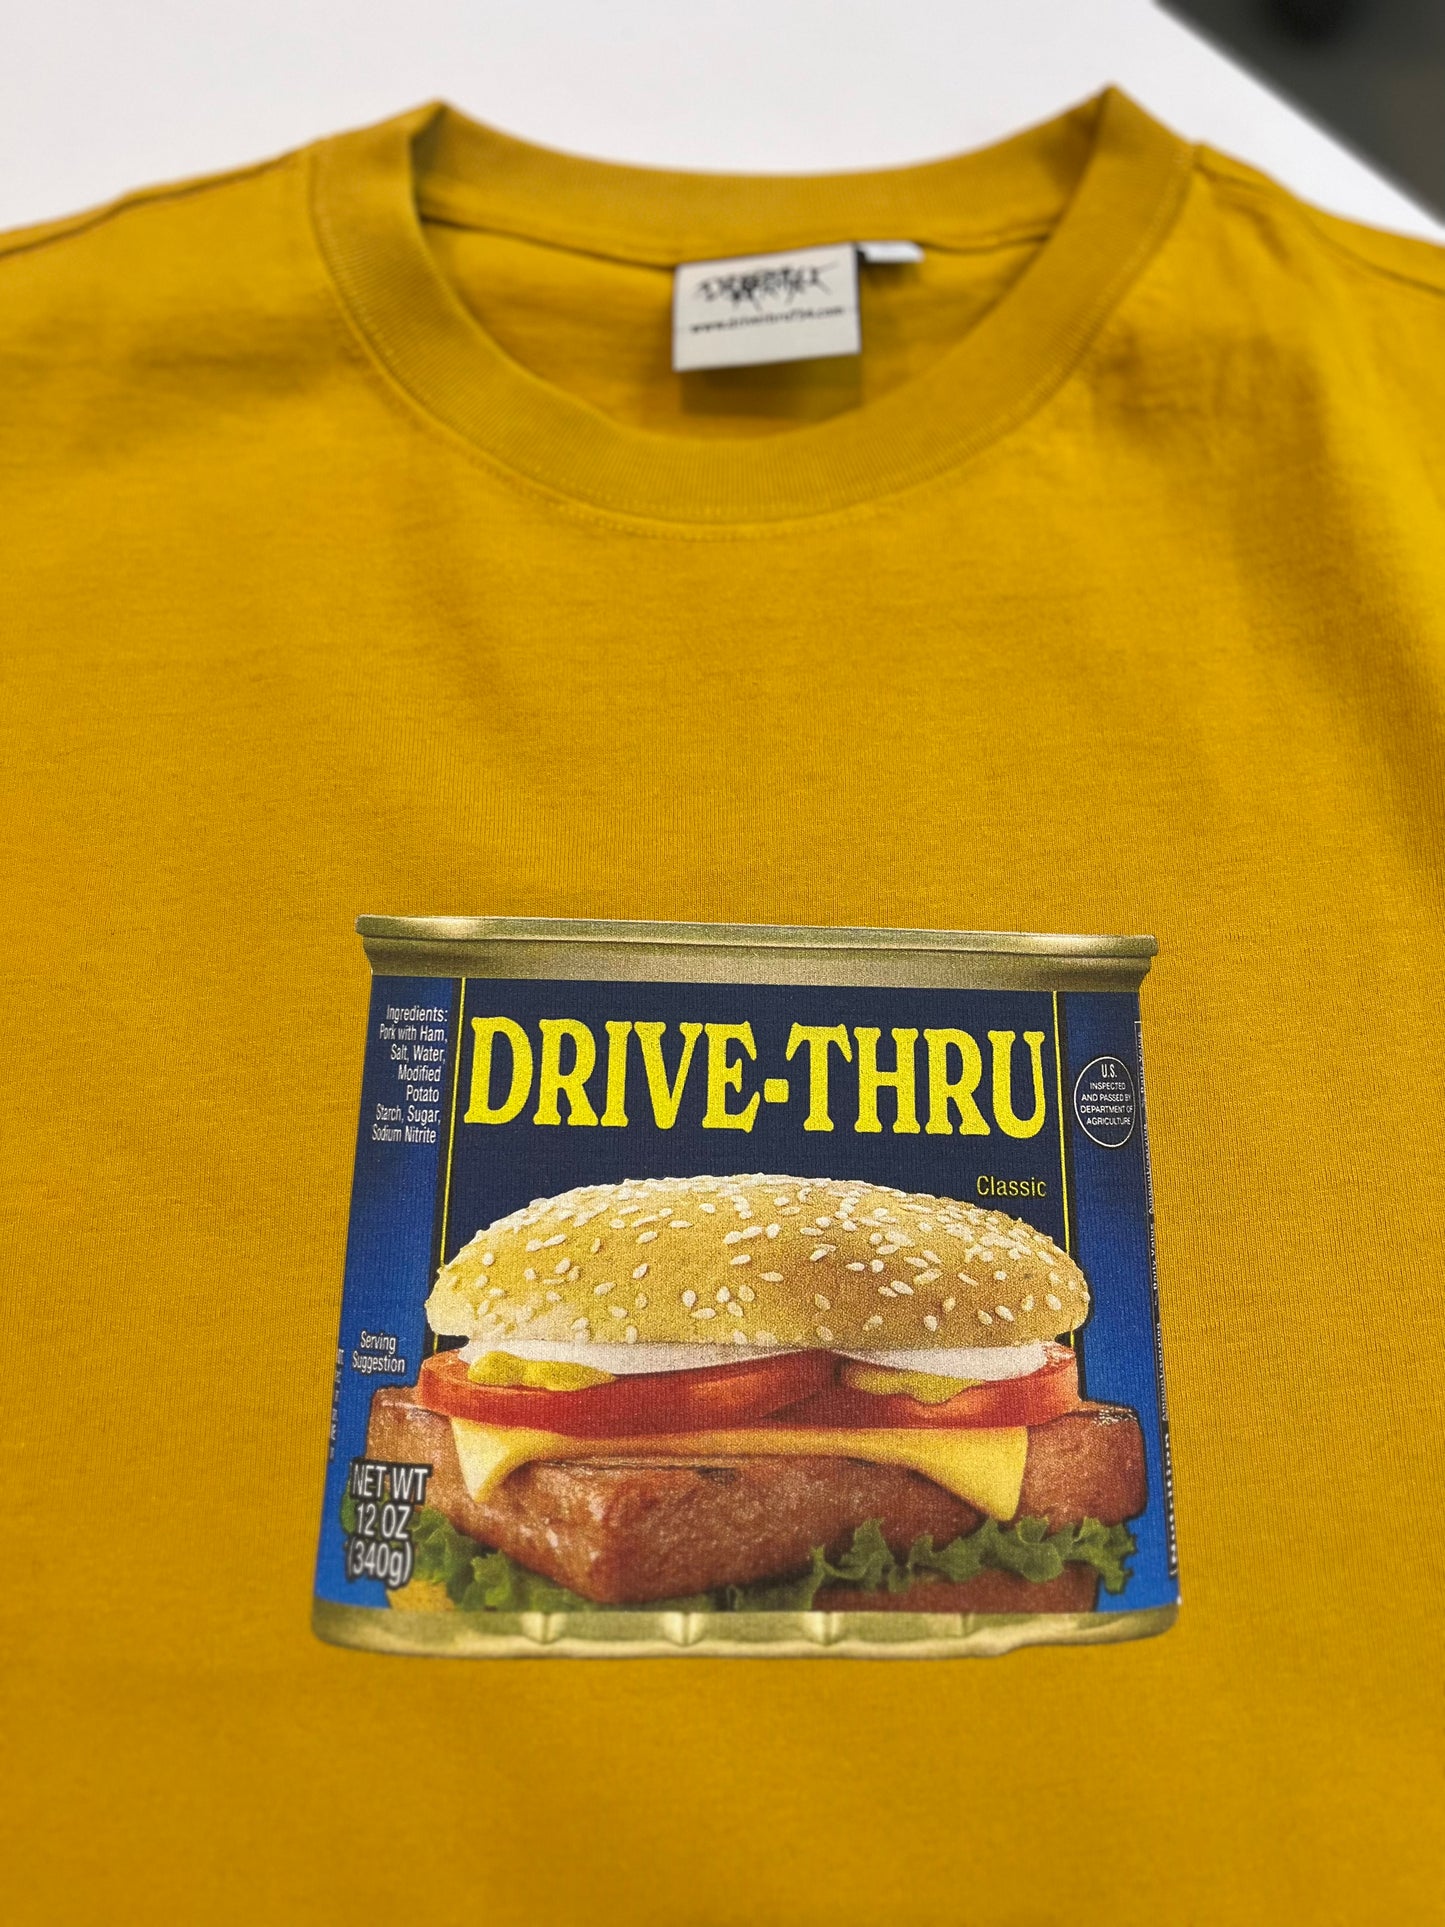 DRIVE-THRU
Classic
Ingredients:
Pork with Ham,
Salt, Water,
Modified
Potato
Starch, Sugar,
Sodium Nitrite
U.S.
INSPECTED
AND PASSED BY
DEPARTMENT OF
AGRICULTURE
Serving
Suggestion
NET WT
12 OZ
(340g)